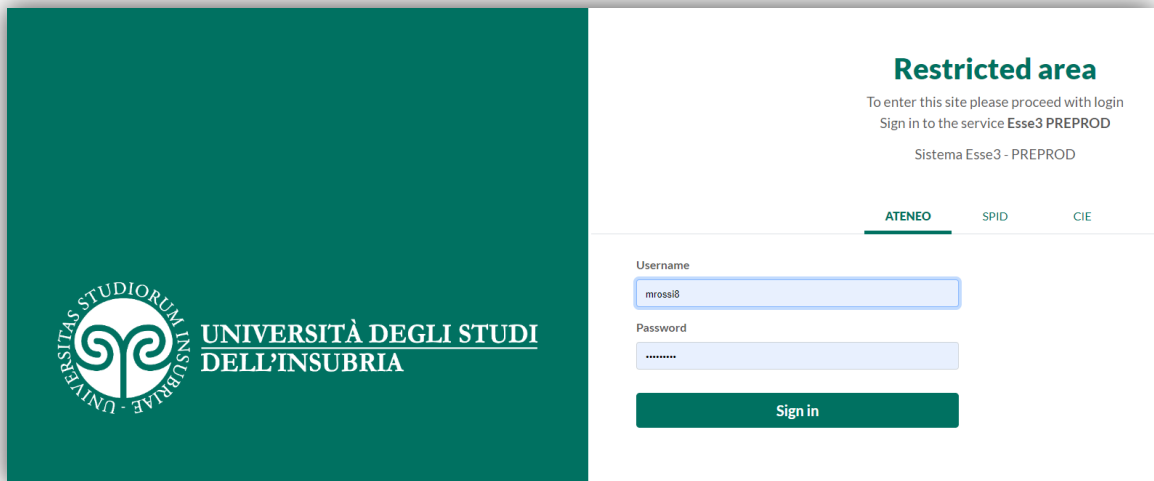 UNIVERSITAS STUDIORUM INSUBRIAE -
UNIVERSITÀ DEGLI STUDI
DELL'INSUBRIA
Restricted area
To enter this site please proceed with login
Sign in to the service Esse3 PREPROD
Sistema Esse3 - PREPROD
ATENEO SPID CIE
Username
mrossi8
Password
•••••••••
Sign in